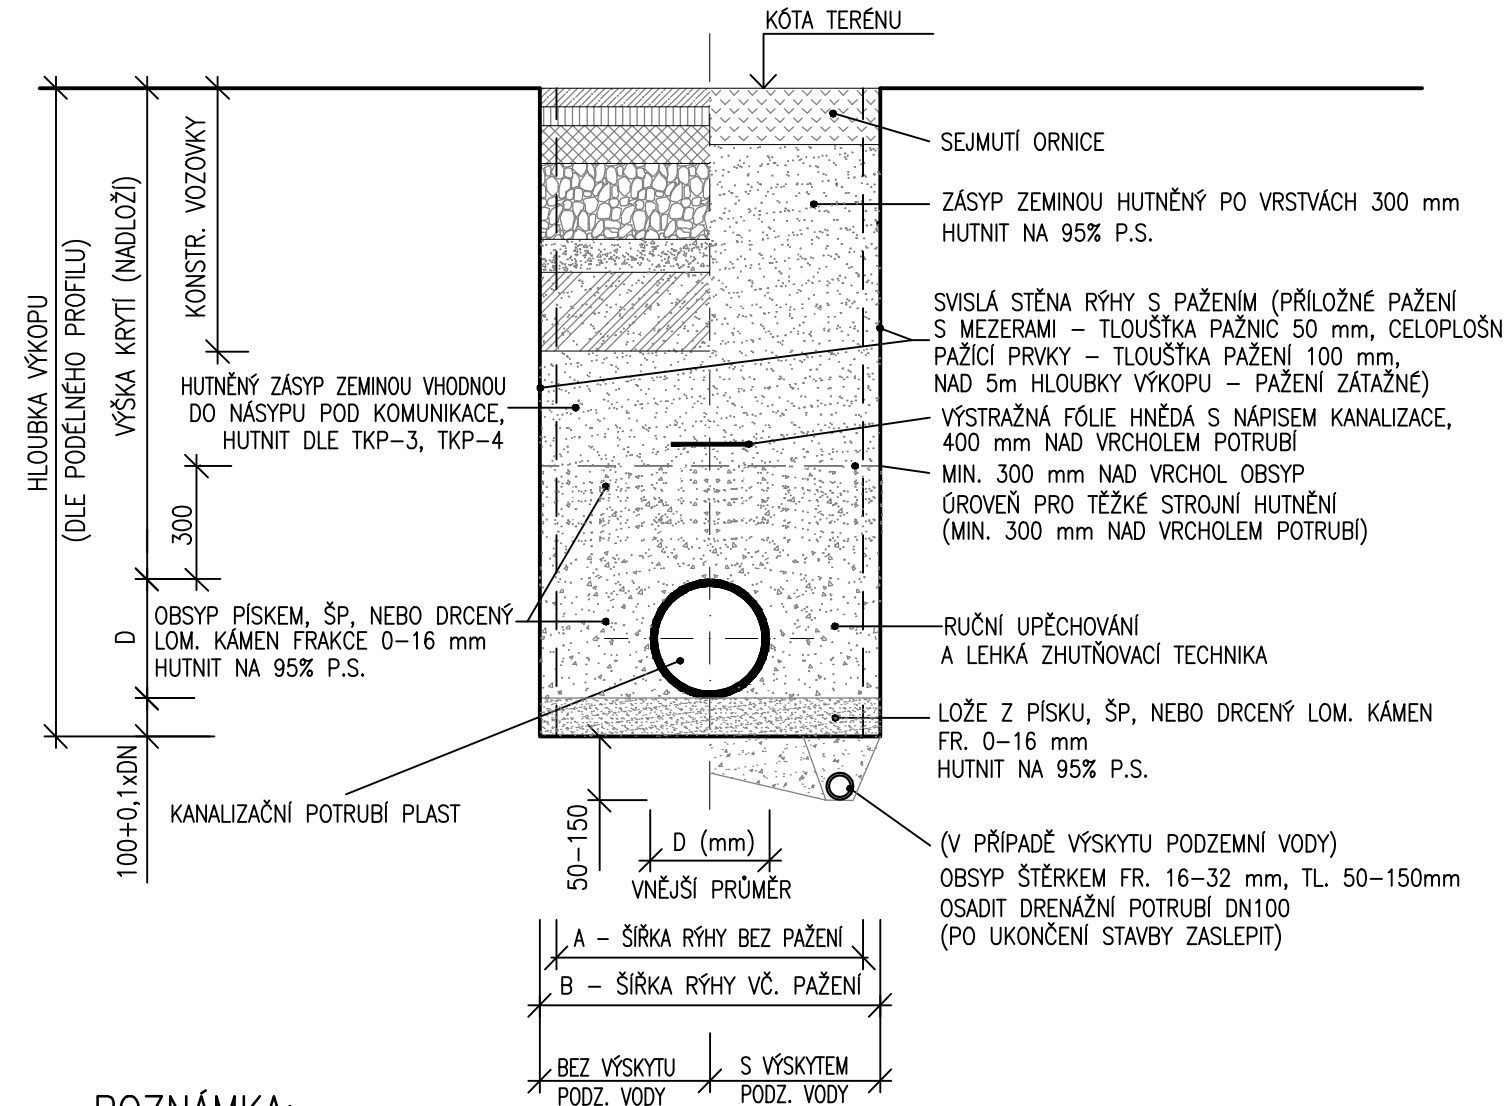 KÓTA TERÉNU
SEJMUTÍ ORNICE
ZÁSYP ZEMINOU HUTNĚNÝ PO VRSTVÁCH 300 mm
HUTNIT NA 95% P.S.
SVISLÁ STĚNA RÝHY S PAŽENÍM (PŘÍLOŽNÉ PAŽENÍ
S MEZERAMI – TLOUŠŤKA PAŽNIC 50 mm, CELOPLOŠN
PAŽÍCÍ PRVKY – TLOUŠŤKA PAŽENÍ 100 mm,
NAD 5m HLOUBKY VÝKOPU – PAŽENÍ ZÁTAŽNÉ)
VÝSTRAŽNÁ FÓLIE HNĚDÁ S NÁPISEM KANALIZACE,
400 mm NAD VRCHOLEM POTRUBÍ
MIN. 300 mm NAD VRCHOL OBSYP
ÚROVEŇ PRO TĚŽKÉ STROJNÍ HUTNĚNÍ
(MIN. 300 mm NAD VRCHOLEM POTRUBÍ)
RUČNÍ UPĚCHOVÁNÍ
A LEHKÁ ZHUTŇOVACÍ TECHNIKA
LOŽE Z PÍSKU, ŠP, NEBO DRCENÝ LOM. KÁMEN
FR. 0–16 mm
HUTNIT NA 95% P.S.
(V PŘÍPADĚ VÝSKYTU PODZEMNÍ VODY)
OBSYP ŠTĚRKEM FR. 16–32 mm, TL. 50–150mm
OSADIT DRENÁŽNÍ POTRUBÍ DN100
(PO UKONČENÍ STAVBY ZASLEPIT)
HLOUBKA VÝKOPU
(DLE PODÉLNÉHO PROFILU)
VÝŠKA KRYTÍ (NADLOŽÍ)
KONSTR. VOZOVKY
HUTNĚNÝ ZÁSYP ZEMINOU VHODNOU
DO NÁSYPU POD KOMUNIKACE,
HUTNIT DLE TKP–3, TKP–4
300
D
OBSYP PÍSKEM, ŠP, NEBO DRCENÝ
LOM. KÁMEN FRAKCE 0–16 mm
HUTNIT NA 95% P.S.
100+0,1xDN
KANALIZAČNÍ POTRUBÍ PLAST
50–150
D (mm)
VNĚJŠÍ PRŮMĚR
A – ŠÍŘKA RÝHY BEZ PAŽENÍ
B – ŠÍŘKA RÝHY VČ. PAŽENÍ
BEZ VÝSKYTU
PODZ. VODY
S VÝSKYTEM
PODZ. VODY
POZNÁMKA: